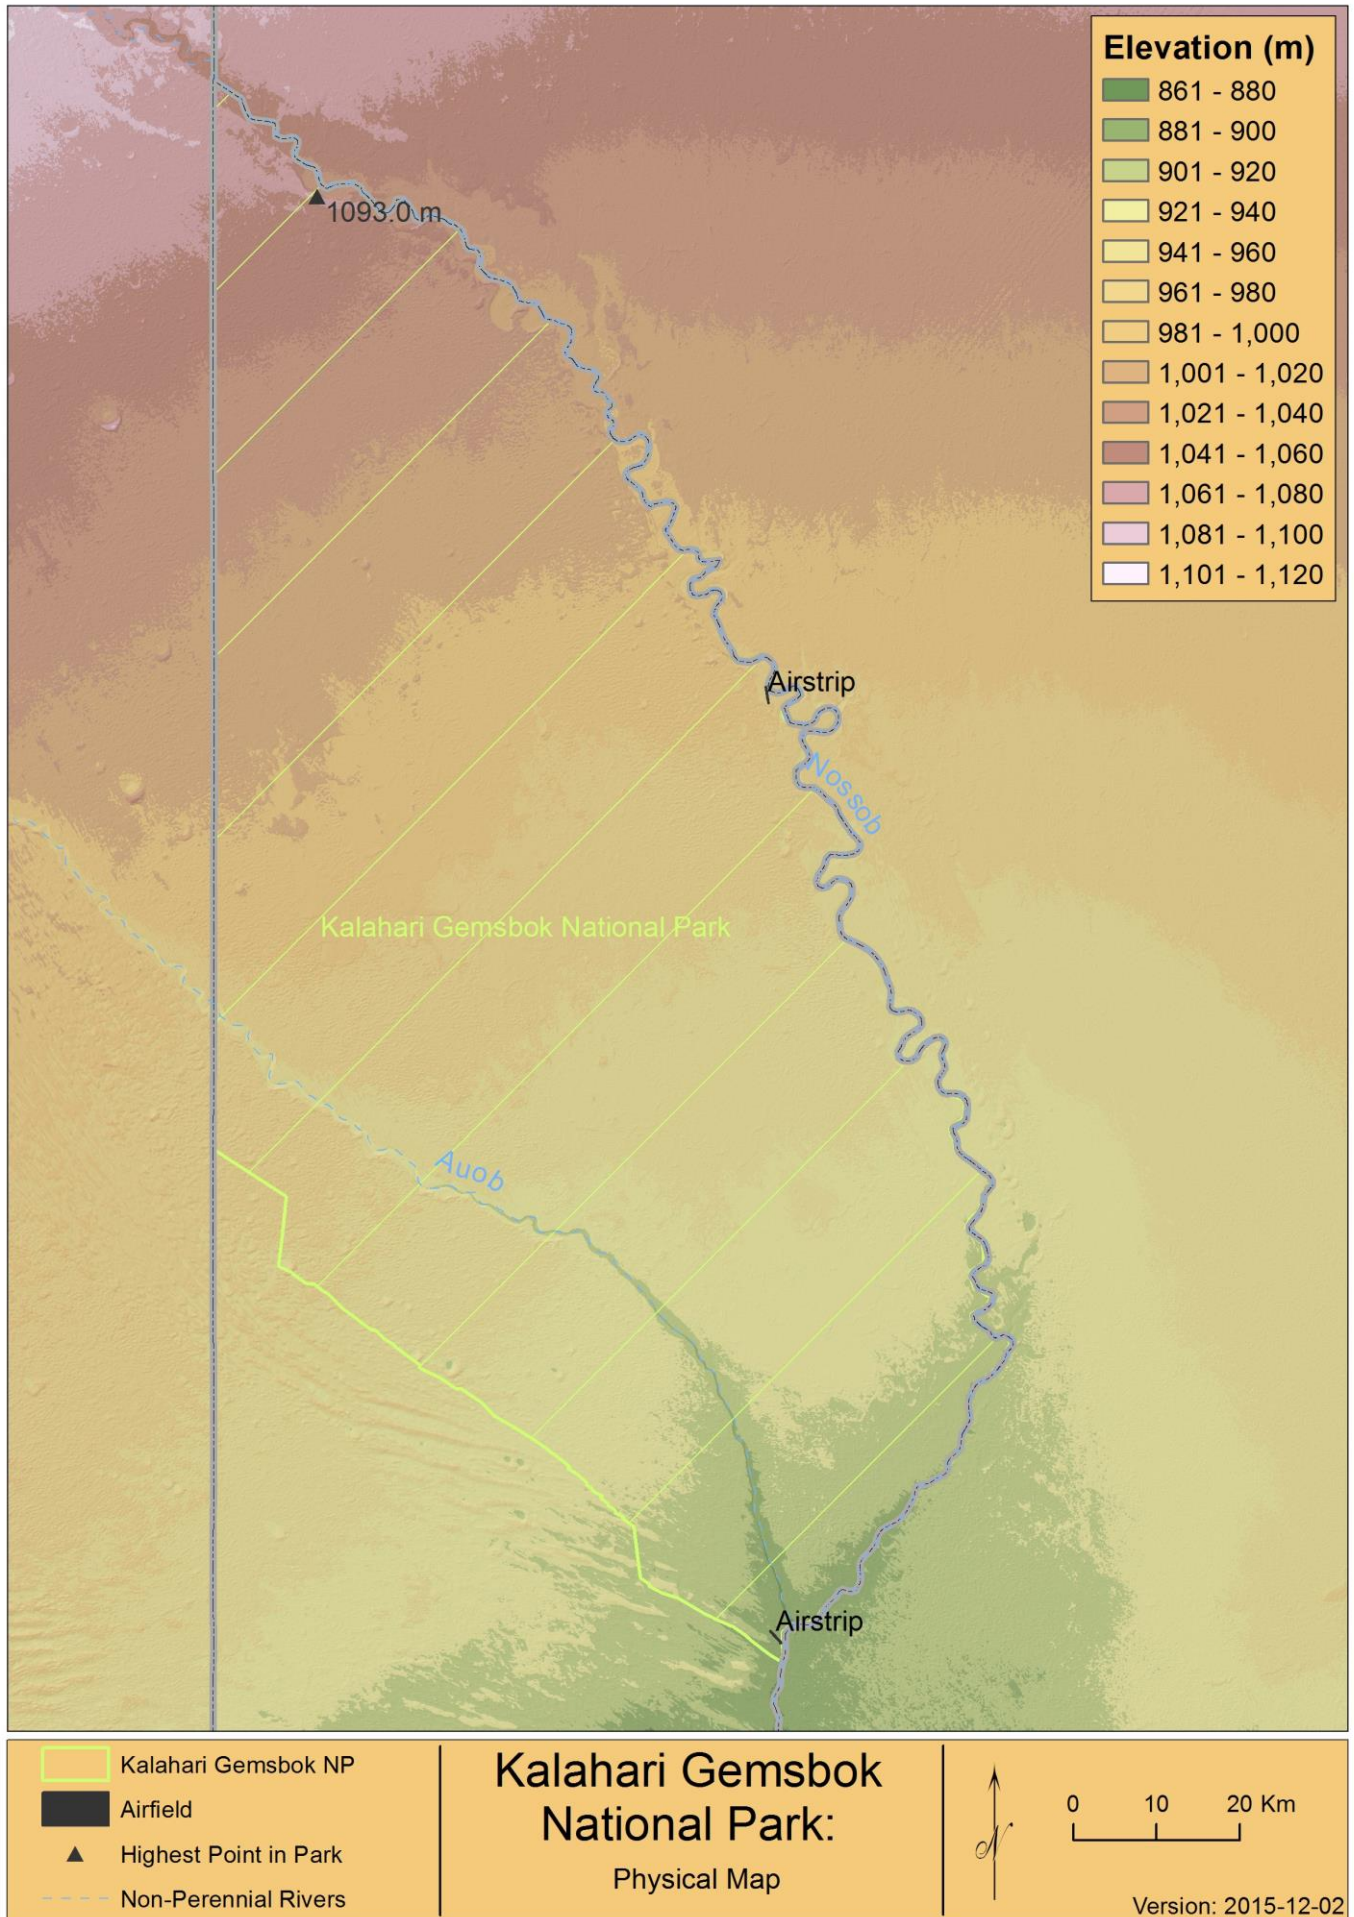 Elevation (m)
861 - 880
881 - 900
901 - 920
921 - 940
941 - 960
961 - 980
981 - 1,000
1,001 - 1,020
1,021 - 1,040
1,041 - 1,060
1,061 - 1,080
1,081 - 1,100
1,101 - 1,120
1093.0 m
Airstrip
Nossob
Kalahari Gemsbok National Park
Auob
Airstrip
Kalahari Gemsbok NP
Airfield
Highest Point in Park
Non-Perennial Rivers
Kalahari Gemsbok
National Park:
Physical Map
N
0 10 20 Km
Version: 2015-12-02